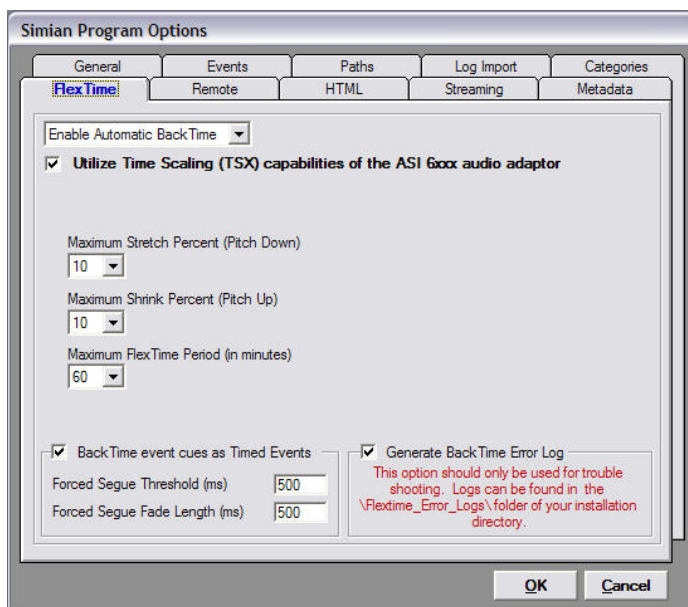 Simian Program Options
General Events Paths Log Import Categories
FlexTime Remote HTML Streaming Metadata
Enable Automatic BackTime
Utilize Time Scaling (TSX) capabilities of the ASI 6xxx audio adaptor
Maximum Stretch Percent (Pitch Down)
10
Maximum Shrink Percent (Pitch Up)
10
Maximum FlexTime Period (in minutes)
60
BackTime event cues as Timed Events
Forced Segue Threshold (ms) 500
Forced Segue Fade Length (ms) 500
Generate BackTime Error Log
This option should only be used for trouble
shooting. Logs can be found in the
\Flextime_Error_Logs\ folder of your installation
directory.
OK Cancel